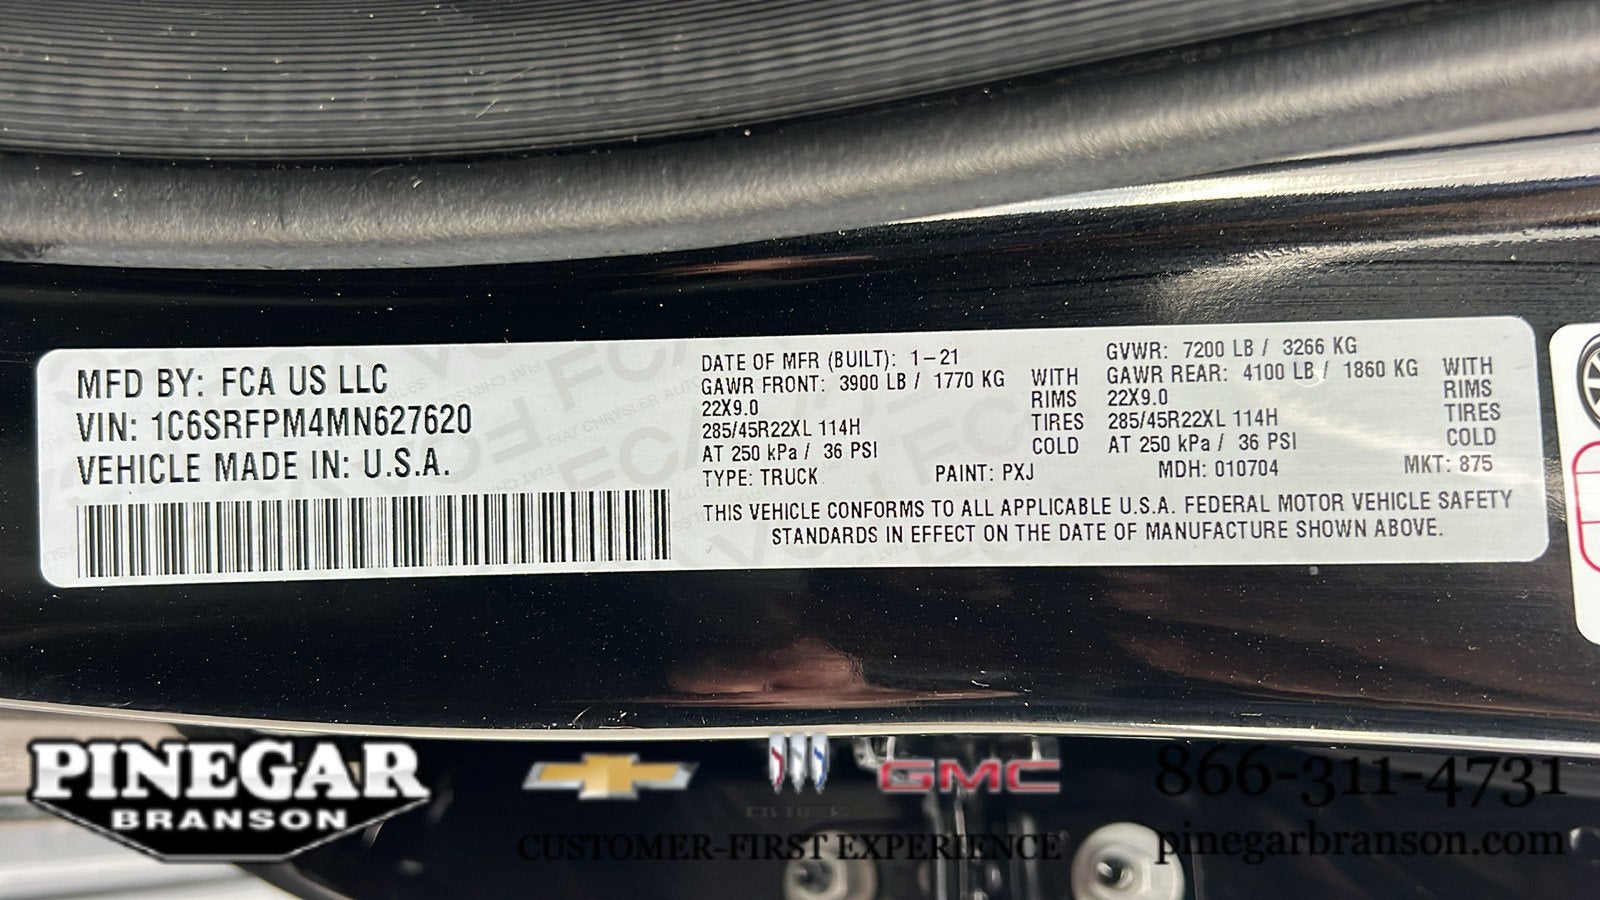 MFD BY: FCA US LLC
VIN: 1C6SRFPM4MN627620
VEHICLE MADE IN: U.S.A.
DATE OF MFR (BUILT): 1-21
GAWR FRONT: 3900 LB / 1770 KG WITH
22X9.0 RIMS
285/45R22XL 114H TIRES
AT 250 kPa / 36 PSI COLD
GVWR: 7200 LB / 3266 KG
GAWR REAR: 4100 LB / 1860 KG WITH
22X9.0 RIMS
285/45R22XL 114H TIRES
AT 250 kPa / 36 PSI COLD
TYPE: TRUCK PAINT: PXJ MDH: 010704 MKT: 875
THIS VEHICLE CONFORMS TO ALL APPLICABLE U.S.A. FEDERAL MOTOR VEHICLE SAFETY
STANDARDS IN EFFECT ON THE DATE OF MANUFACTURE SHOWN ABOVE.
PINEGAR
BRANSON
GMC
CUSTOMER-FIRST EXPERIENCE
866-311-4731
pinegarbranson.com